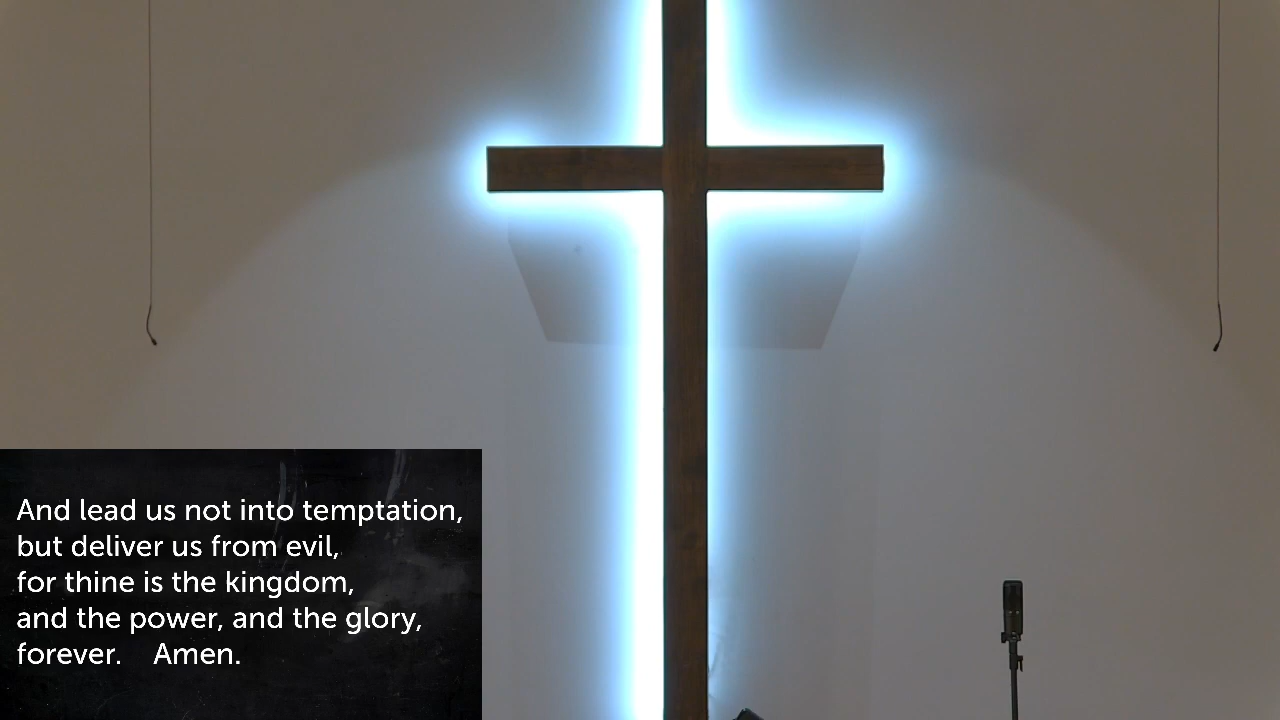 And lead us not into temptation,
but deliver us from evil,
for thine is the kingdom,
and the power, and the glory,
forever. Amen.